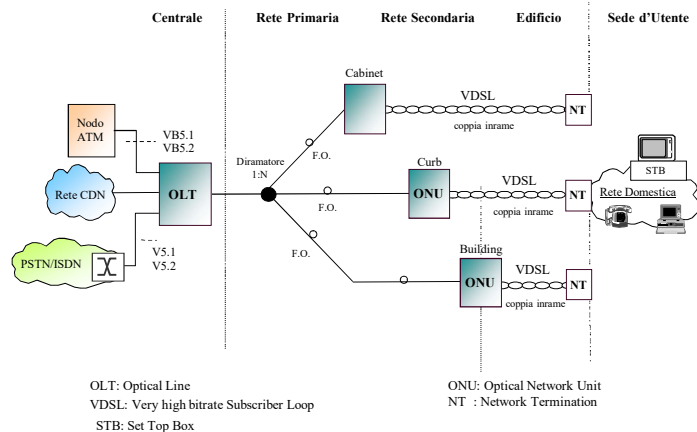 Centrale Rete Primaria Rete Secondaria Edificio Sede d'Utente
Cabinet
VDSL
NT
coppia inrame
Nodo
ATM
VB5.1
VB5.2
Diramatore
1:N
F.O.
Curb
VDSL
STB
OLT
ONU
NT
Rete Domestica
Rete CDN
F.O.
coppia inrame
V5.1
V5.2
F.O.
Building
VDSL
PSTN/ISDN
ONU
NT
coppia inrame
OLT: Optical Line
VDSL: Very high bitrate Subscriber Loop
STB: Set Top Box
ONU: Optical Network Unit
NT : Network Termination